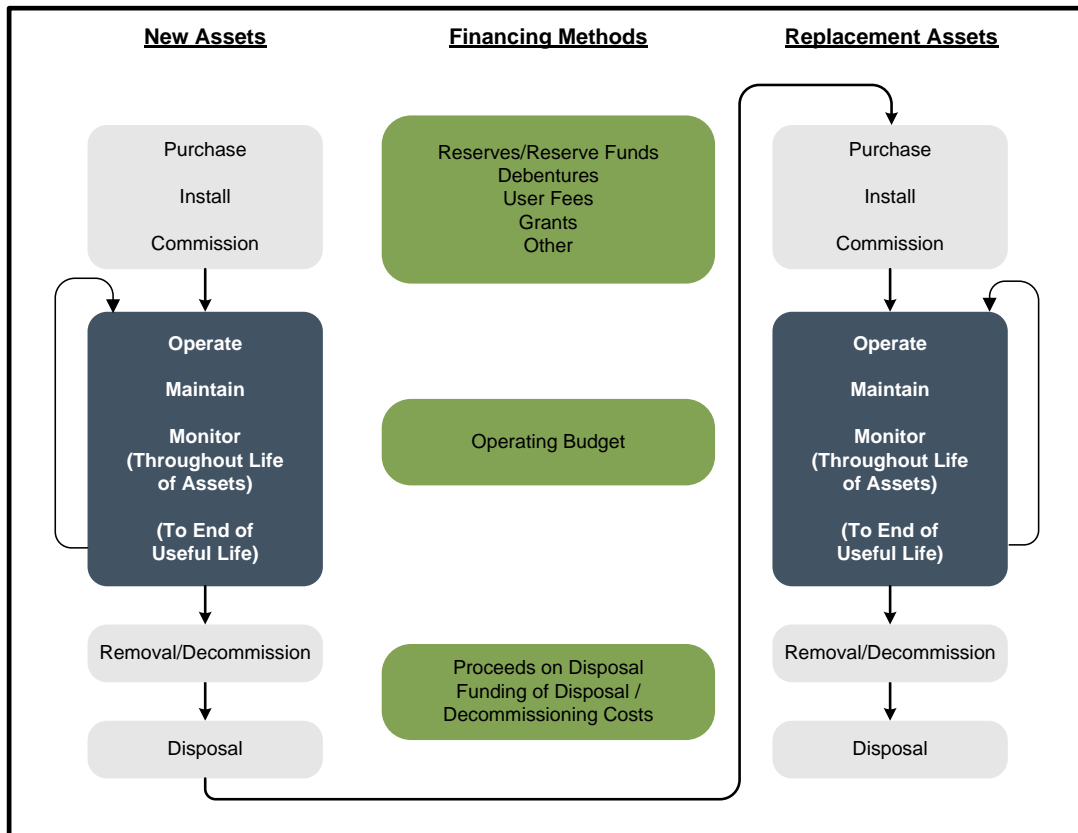 New Assets
Financing Methods
Replacement Assets
Purchase
Install
Commission
Operate
Maintain
Monitor
(Throughout Life
of Assets)
(To End of
Useful Life)
Removal/Decommission
Disposal
Reserves/Reserve Funds
Debentures
User Fees
Grants
Other
Operating Budget
Proceeds on Disposal
Funding of Disposal /
Decommissioning Costs
Purchase
Install
Commission
Operate
Maintain
Monitor
(Throughout Life
of Assets)
(To End of
Useful Life)
Removal/Decommission
Disposal